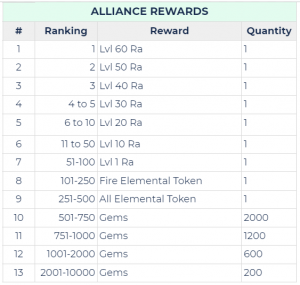 ALLIANCE REWARDS
# Ranking Reward Quantity
1 1 Lvl 60 Ra 1
2 2 Lvl 50 Ra 1
3 3 Lvl 40 Ra 1
4 4 to 5 Lvl 30 Ra 1
5 6 to 10 Lvl 20 Ra 1
6 11 to 50 Lvl 10 Ra 1
7 51-100 Lvl 1 Ra 1
8 101-250 Fire Elemental Token 1
9 251-500 All Elemental Token 1
10 501-750 Gems 2000
11 751-1000 Gems 1200
12 1001-2000 Gems 600
13 2001-10000 Gems 200